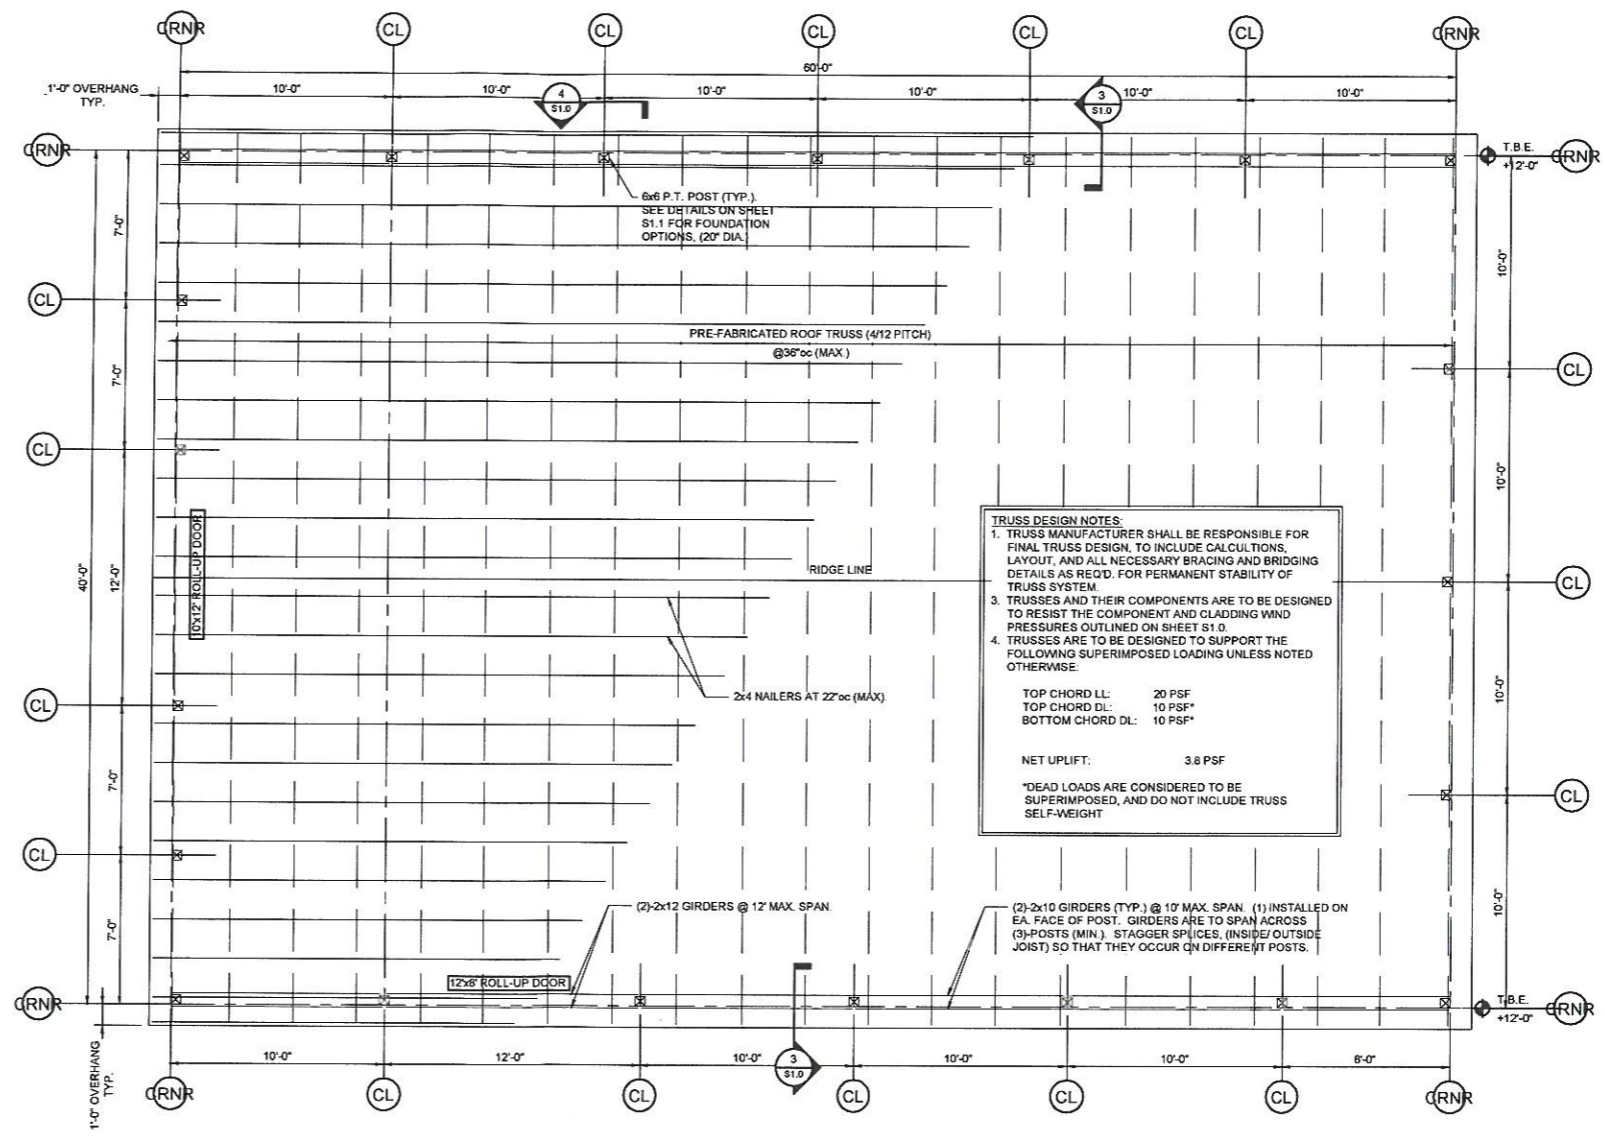 CRNR
CL
CL
CL
CL
CL
CRNR
60'-0"
1'-0" OVERHANG
TYP.
10'-0"
10'-0"
4
S1.0
10'-0"
10'-0"
3
S1.0
10'-0"
10'-0"
CRNR
T.B.E.
+12'-0"
CRNR
6x6 P.T. POST (TYP.).
SEE DETAILS ON SHEET
S1.1 FOR FOUNDATION
OPTIONS, (20" DIA.)
7'-0"
10'-0"
CL
PRE-FABRICATED ROOF TRUSS (4/12 PITCH)
@36"oc (MAX.)
7'-0"
CL
CL
10'-0"
10'x12' ROLL-UP DOOR
40'-0"
12'-0"
RIDGE LINE
CL
TRUSS DESIGN NOTES:
1. TRUSS MANUFACTURER SHALL BE RESPONSIBLE FOR
FINAL TRUSS DESIGN, TO INCLUDE CALCULTIONS,
LAYOUT, AND ALL NECESSARY BRACING AND BRIDGING
DETAILS AS REQ'D. FOR PERMANENT STABILITY OF
TRUSS SYSTEM.
3. TRUSSES AND THEIR COMPONENTS ARE TO BE DESIGNED
TO RESIST THE COMPONENT AND CLADDING WIND
PRESSURES OUTLINED ON SHEET S1.0.
4. TRUSSES ARE TO BE DESIGNED TO SUPPORT THE
FOLLOWING SUPERIMPOSED LOADING UNLESS NOTED
OTHERWISE:
TOP CHORD LL: 20 PSF
TOP CHORD DL: 10 PSF*
BOTTOM CHORD DL: 10 PSF*
NET UPLIFT: 3.8 PSF
*DEAD LOADS ARE CONSIDERED TO BE
SUPERIMPOSED, AND DO NOT INCLUDE TRUSS
SELF-WEIGHT
2x4 NAILERS AT 22"oc (MAX)
CL
10'-0"
7'-0"
CL
CL
7'-0"
10'-0"
(2)-2x12 GIRDERS @ 12' MAX. SPAN.
(2)-2x10 GIRDERS (TYP.) @ 10' MAX. SPAN. (1) INSTALLED ON
EA. FACE OF POST. GIRDERS ARE TO SPAN ACROSS
(3)-POSTS (MIN.). STAGGER SPLICES, (INSIDE/ OUTSIDE
JOIST) SO THAT THEY OCCUR ON DIFFERENT POSTS.
12'x8' ROLL-UP DOOR
CRNR
T.B.E.
+12'-0"
CRNR
1'-0" OVERHANG
TYP.
10'-0"
12'-0"
10'-0"
3
S1.0
10'-0"
10'-0"
8'-0"
CRNR
CL
CL
CL
CL
CL
CRNR